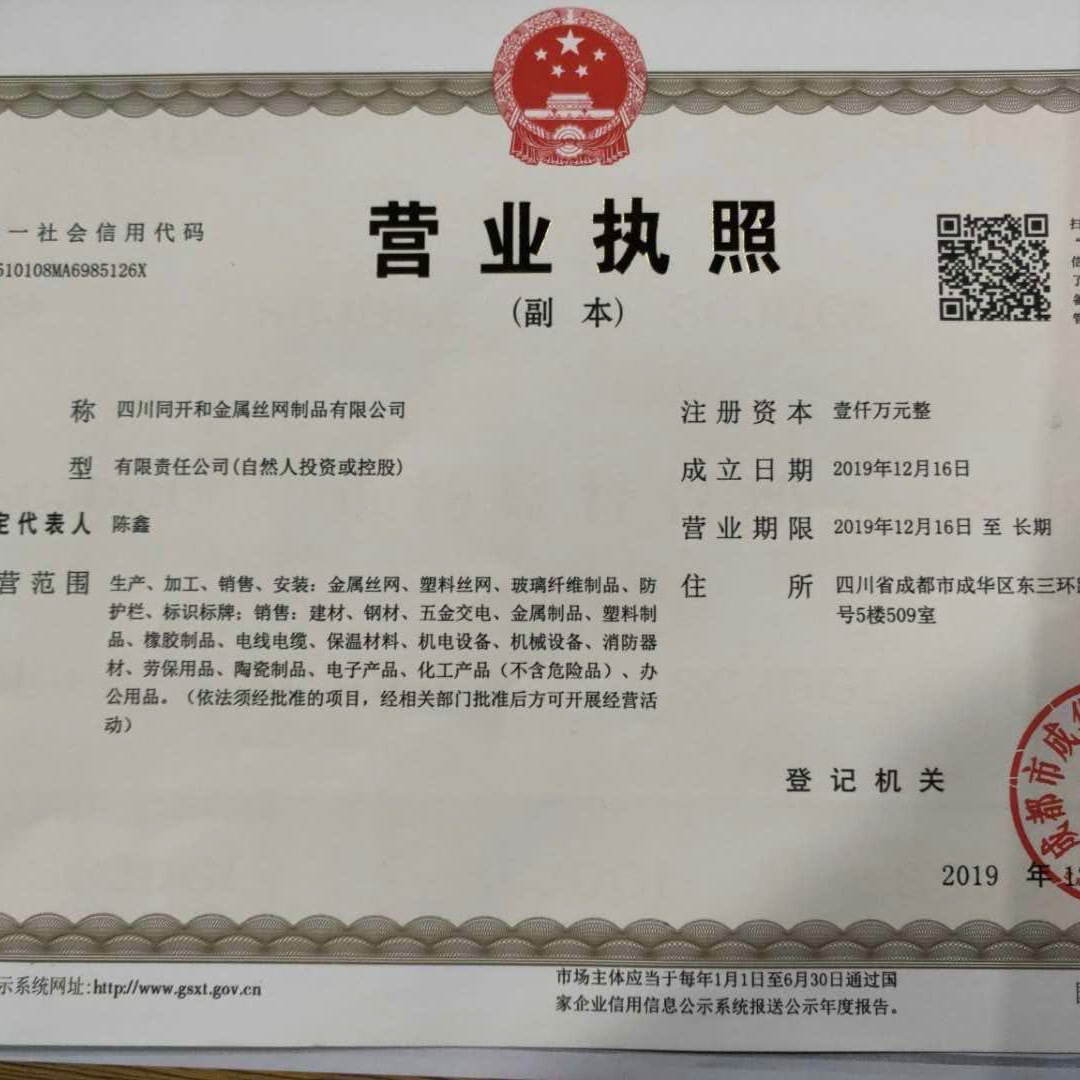 营业执照
(副 本)
一社会信用代码
510108MA6985126X
称 四川同开和金属丝网制品有限公司
型 有限责任公司(自然人投资或控股)
定代表人 陈鑫
营范围 生产、加工、销售、安装：金属丝网、塑料丝网、玻璃纤维制品、防
护栏、标识标牌；销售：建材、钢材、五金交电、金属制品、塑料制
品、橡胶制品、电线电缆、保温材料、机电设备、机械设备、消防器
材、劳保用品、陶瓷制品、电子产品、化工产品（不含危险品）、办
公用品。（依法须经批准的项目，经相关部门批准后方可开展经营活
动）
注册资本 壹仟万元整
成立日期 2019年12月16日
营业期限 2019年12月16日 至 长期
住所 四川省成都市成华区东三环
号5楼509室
登记机关
成都市成
2019 年
示系统网址:http://www.gsxt.gov.cn
市场主体应当于每年1月1日至6月30日通过国
家企业信用信息公示系统报送公示年度报告。